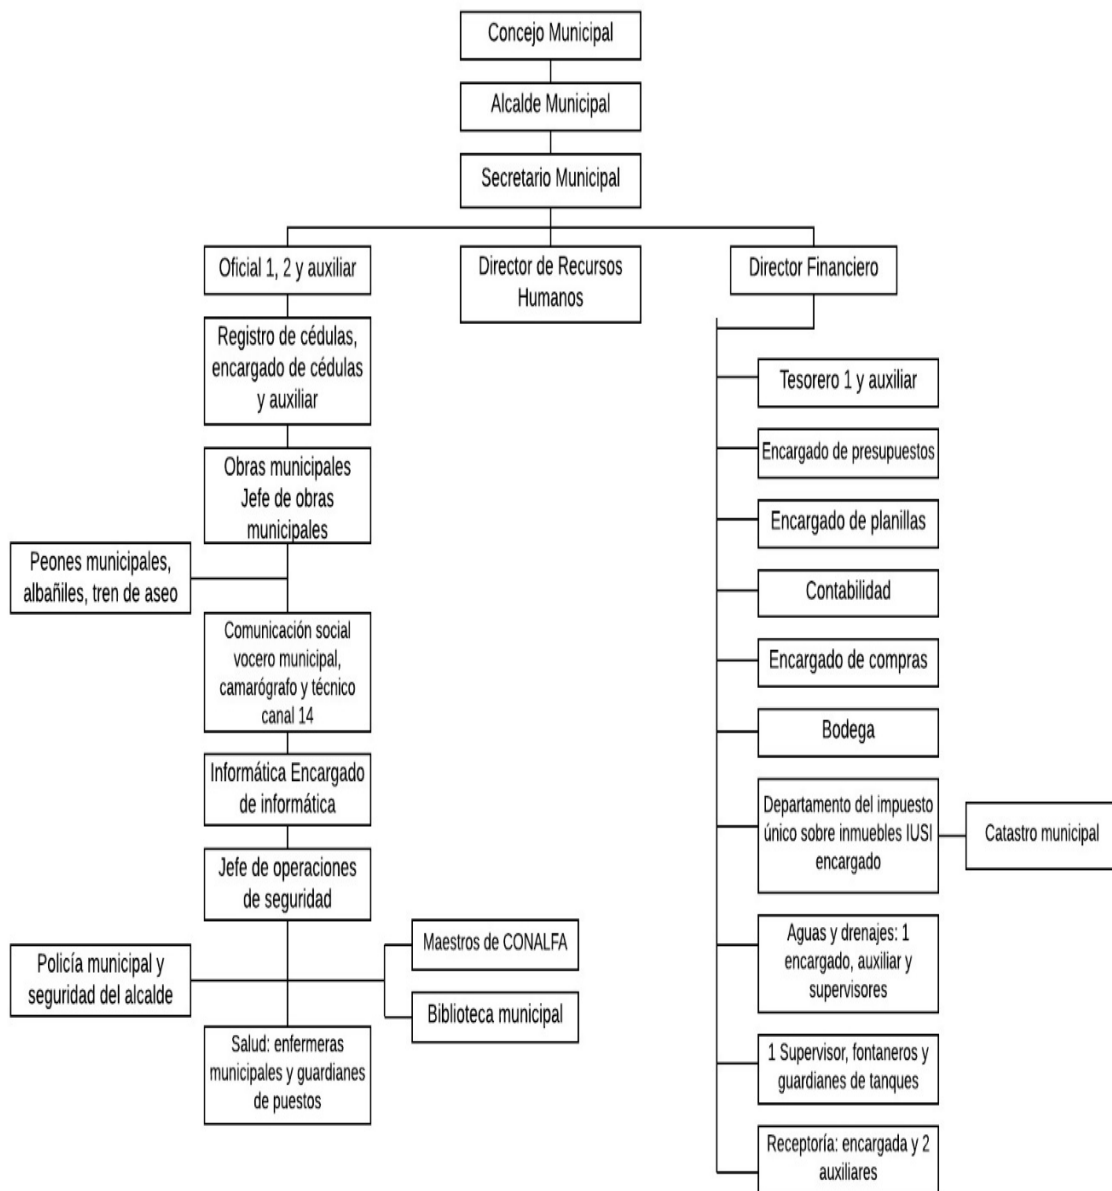 Concejo Municipal
Alcalde Municipal
Secretario Municipal
Oficial 1, 2 y auxiliar
Director de Recursos
Humanos
Director Financiero
Registro de cédulas,
encargado de cédulas
y auxiliar
Obras municipales
Jefe de obras
municipales
Peones municipales,
albañiles, tren de aseo
Comunicación social
vocero municipal,
camarógrafo y técnico
canal 14
Informática Encargado
de informática
Jefe de operaciones
de seguridad
Policía municipal y
seguridad del alcalde
Maestros de CONALFA
Biblioteca municipal
Salud: enfermeras
municipales y guardianes
de puestos
Tesorero 1 y auxiliar
Encargado de presupuestos
Encargado de planillas
Contabilidad
Encargado de compras
Bodega
Departamento del impuesto
único sobre inmuebles IUSI
encargado
Catastro municipal
Aguas y drenajes: 1
encargado, auxiliar y
supervisores
1 Supervisor, fontaneros y
guardianes de tanques
Receptoría: encargada y 2
auxiliares